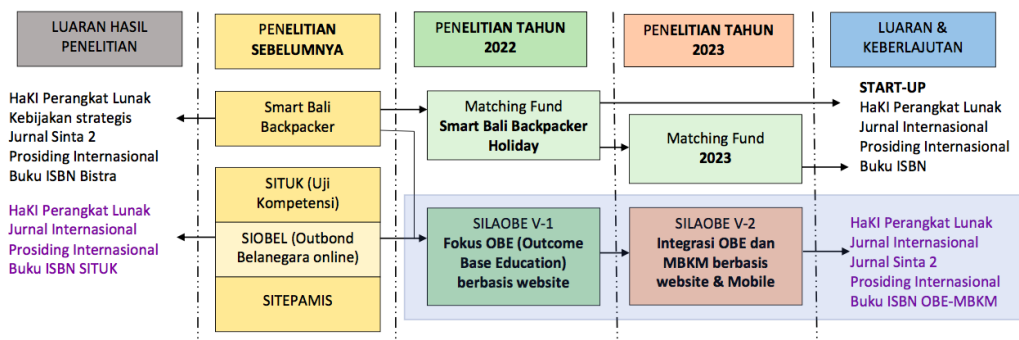 LUARAN HASIL
PENELITIAN
PENELITIAN
SEBELUMNYA
PENELITIAN TAHUN
2022
PENELITIAN TAHUN
2023
LUARAN &
KEBERLAJUTAN
HaKI Perangkat Lunak
Kebijakan strategis
Jurnal Sinta 2
Prosiding Internasional
Buku ISBN Bistra
HaKI Perangkat Lunak
Jurnal Internasional
Prosiding Internasional
Buku ISBN SITUK
Smart Bali
Backpacker
SITUK (Uji
Kompetensi)
SIOBEL (Outbond
Belanegara online)
SITEPAMIS
Matching Fund
Smart Bali Backpacker
Holiday
SILAOBE V-1
Fokus OBE (Outcome
Base Education)
berbasis website
Matching Fund
2023
SILAOBE V-2
Integrasi OBE dan
MBKM berbasis
website & Mobile
START-UP
HaKI Perangkat Lunak
Jurnal Internasional
Prosiding Internasional
Buku ISBN
HaKI Perangkat Lunak
Jurnal Internasional
Jurnal Sinta 2
Prosiding Internasional
Buku ISBN OBE-MBKM